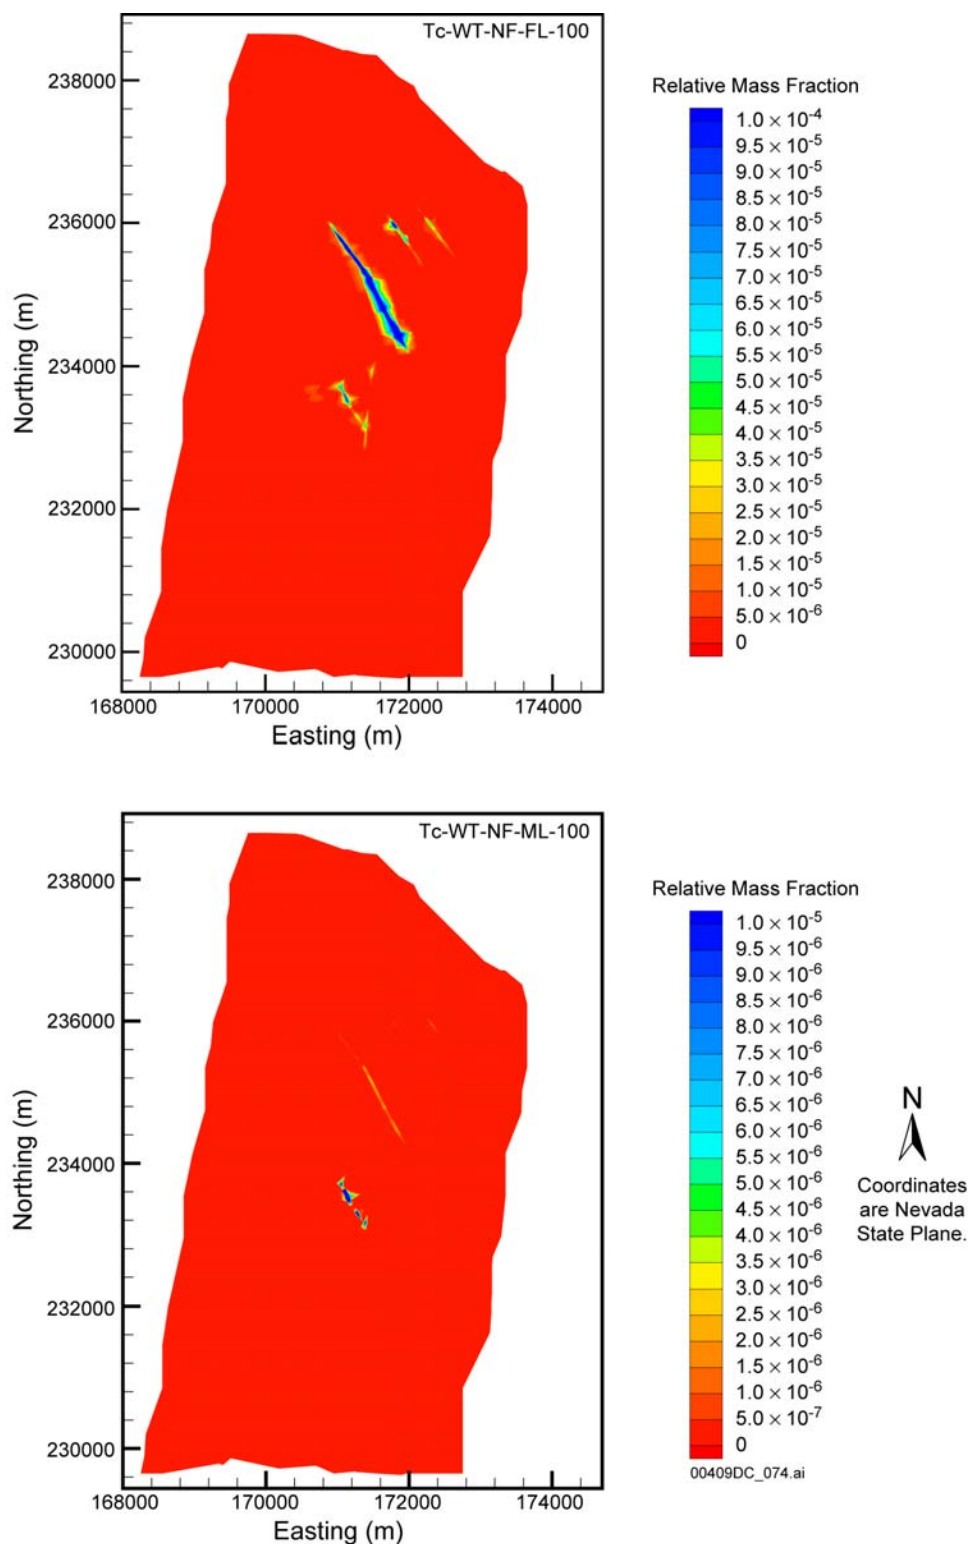 Tc-WT-NF-FL-100
238000
236000
234000
232000
230000
Northing (m)
168000
170000
172000
174000
Easting (m)
Relative Mass Fraction
1.0 × 10-4
9.5 × 10-5
9.0 × 10-5
8.5 × 10-5
8.0 × 10-5
7.5 × 10-5
7.0 × 10-5
6.5 × 10-5
6.0 × 10-5
5.5 × 10-5
5.0 × 10-5
4.5 × 10-5
4.0 × 10-5
3.5 × 10-5
3.0 × 10-5
2.5 × 10-5
2.0 × 10-5
1.5 × 10-5
1.0 × 10-5
5.0 × 10-6
0
Tc-WT-NF-ML-100
238000
236000
234000
232000
230000
Northing (m)
168000
170000
172000
174000
Easting (m)
Relative Mass Fraction
1.0 × 10-5
9.5 × 10-6
9.0 × 10-6
8.5 × 10-6
8.0 × 10-6
7.5 × 10-6
7.0 × 10-6
6.5 × 10-6
6.0 × 10-6
5.5 × 10-6
5.0 × 10-6
4.5 × 10-6
4.0 × 10-6
3.5 × 10-6
3.0 × 10-6
2.5 × 10-6
2.0 × 10-6
1.5 × 10-6
1.0 × 10-6
5.0 × 10-7
0
00409DC_074.ai
N
Coordinates
are Nevada
State Plane.